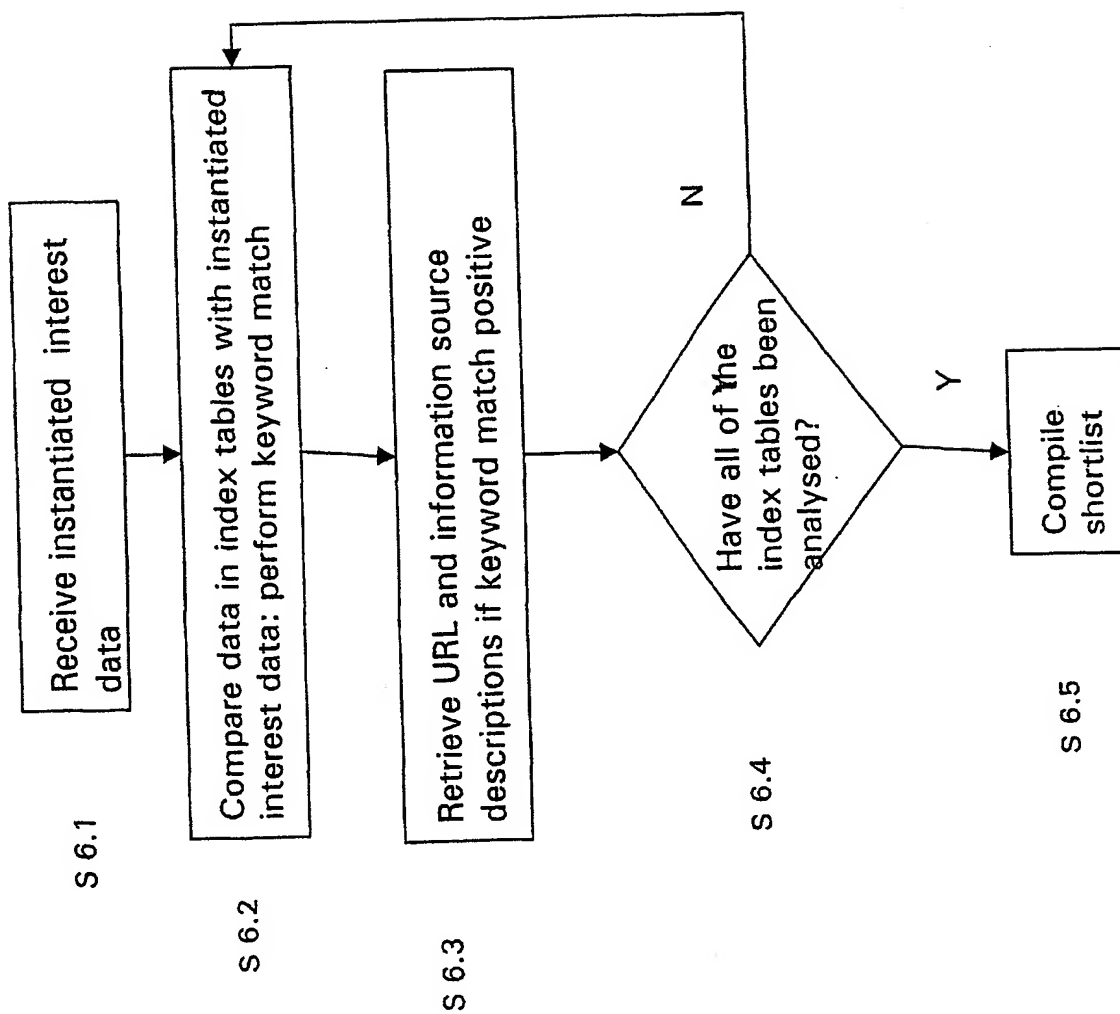 S 6.1
Receive instantiated interest
data
S 6.2
Compare data in index tables with instantiated
interest data: perform keyword match
S 6.3
Retrieve URL and information source
descriptions if keyword match positive
S 6.4
Have all of the
index tables been
analysed?
N
Y
S 6.5
Compile
shortlist